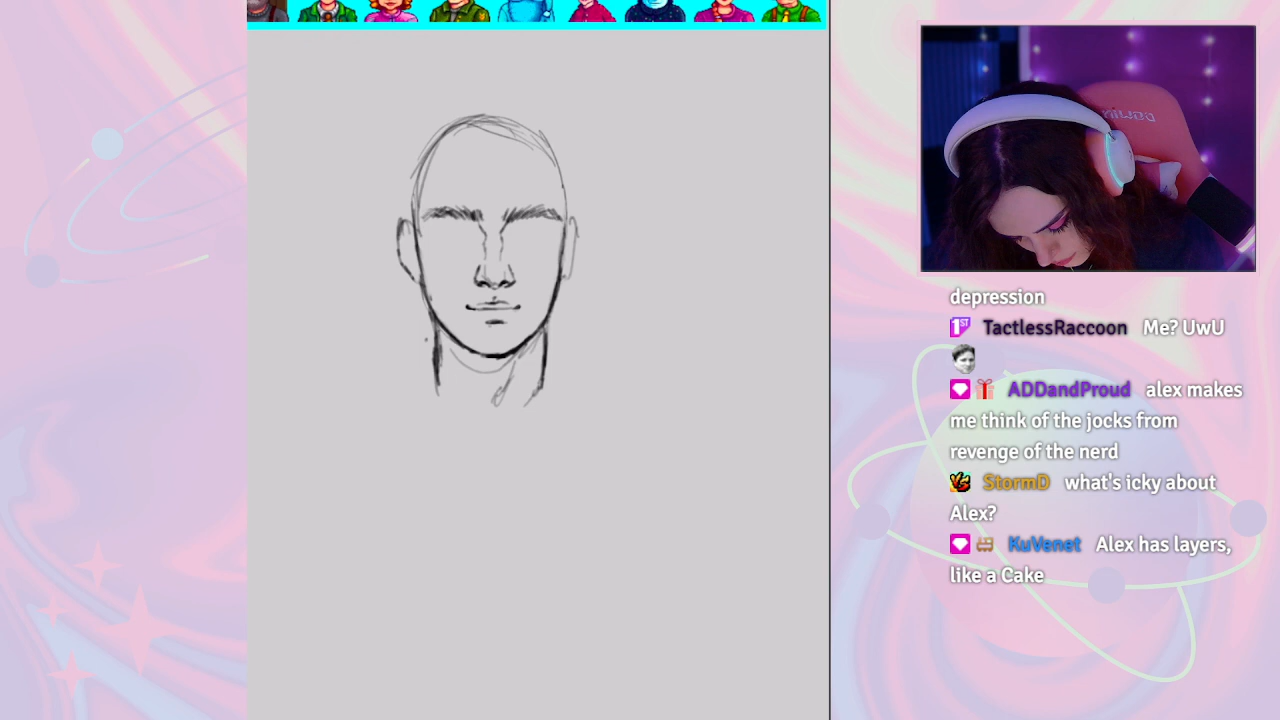 depression
TactlessRaccoon Me? UwU
ADDandProud alex makes
me think of the jocks from
revenge of the nerd
StormD what's icky about
Alex?
KuVenet Alex has layers,
like a Cake